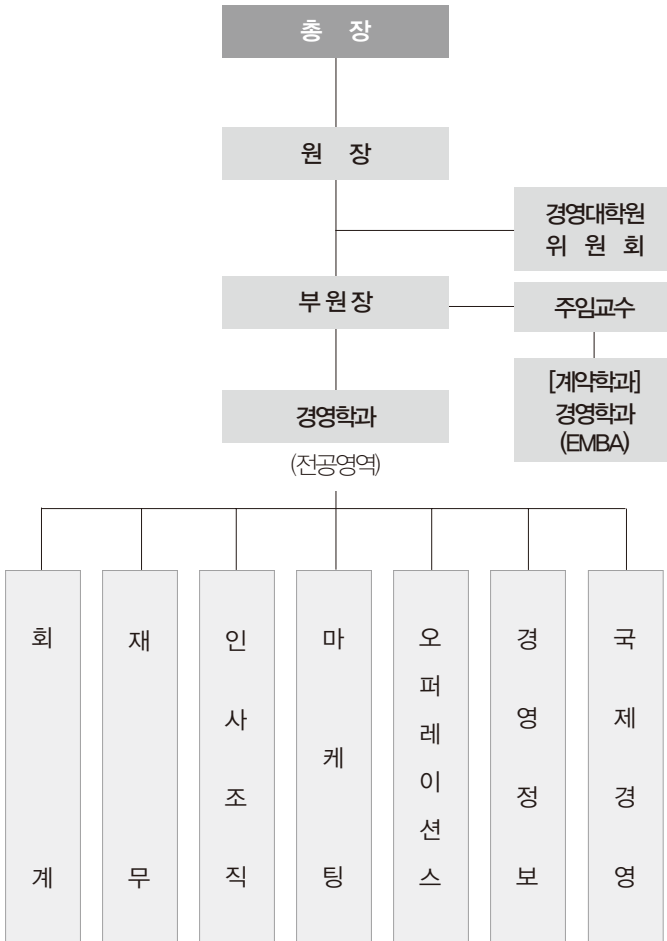 총 장
원 장
경영대학원
위 원 회
부원장
주임교수
[계약학과]
경영학과
(EMBA)
경영학과
(전공영역)
회계
재무
인사조직
마케팅
오퍼레이션스
경영정보
국제경영